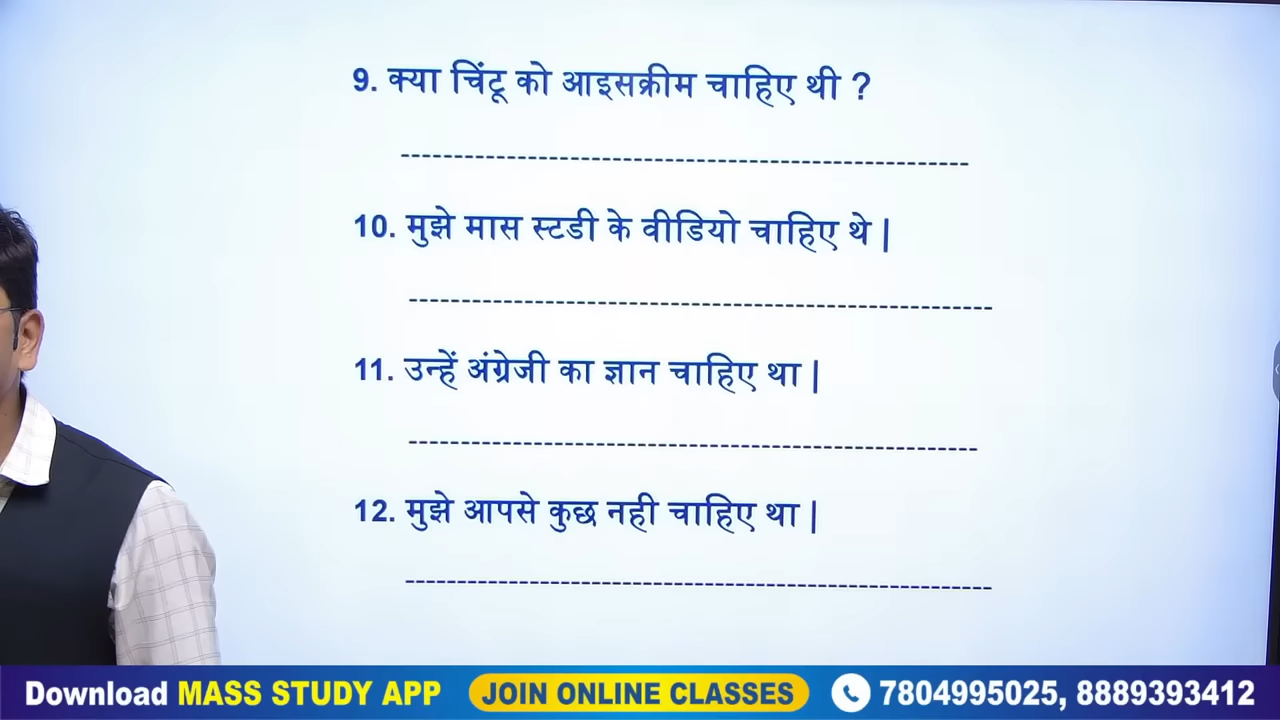 9. क्या चिंटू को आइसक्रीम चाहिए थी ?
10. मुझे मास स्टडी के वीडियो चाहिए थे |
11. उन्हें अंग्रेजी का ज्ञान चाहिए था |
12. मुझे आपसे कुछ नही चाहिए था |
Download MASS STUDY APP JOIN ONLINE CLASSES 7804995025, 8889393412